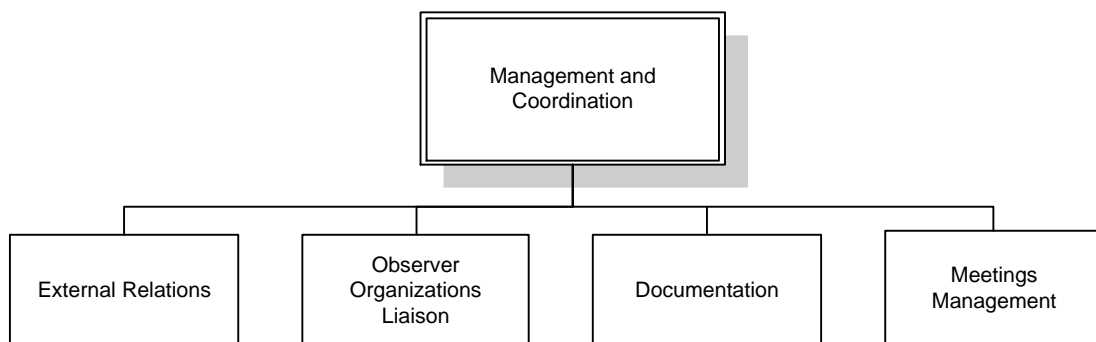 Management and
Coordination
External Relations
Observer
Organizations
Liaison
Documentation
Meetings
Management